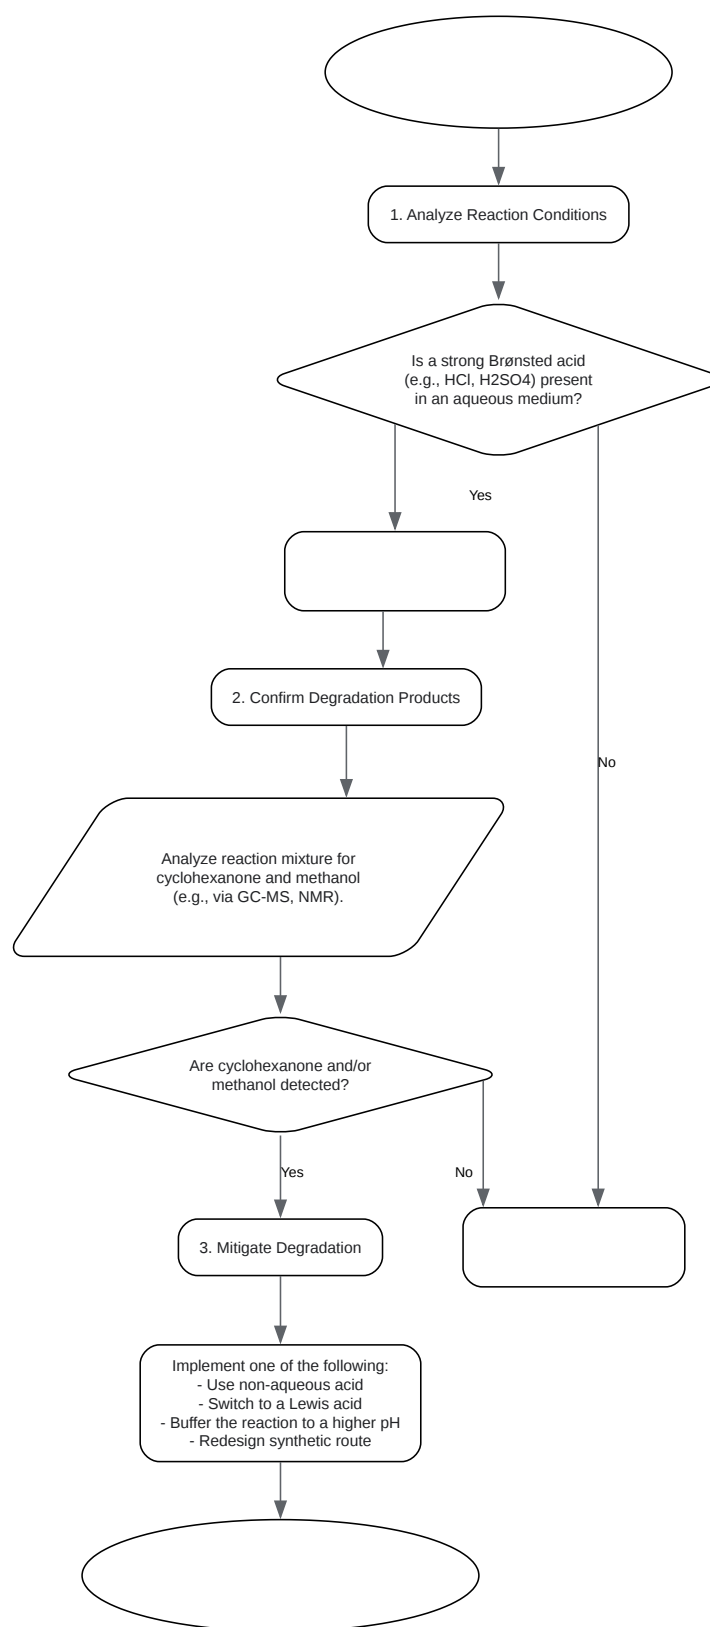 1. Analyze Reaction Conditions
Is a strong Brønsted acid
(e.g., HCl, H2SO4) present
in an aqueous medium?
Yes
2. Confirm Degradation Products
No
Analyze reaction mixture for
cyclohexanone and methanol
(e.g., via GC-MS, NMR).
Are cyclohexanone and/or
methanol detected?
Yes
No
3. Mitigate Degradation
Implement one of the following:
- Use non-aqueous acid
- Switch to a Lewis acid
- Buffer the reaction to a higher pH
- Redesign synthetic route